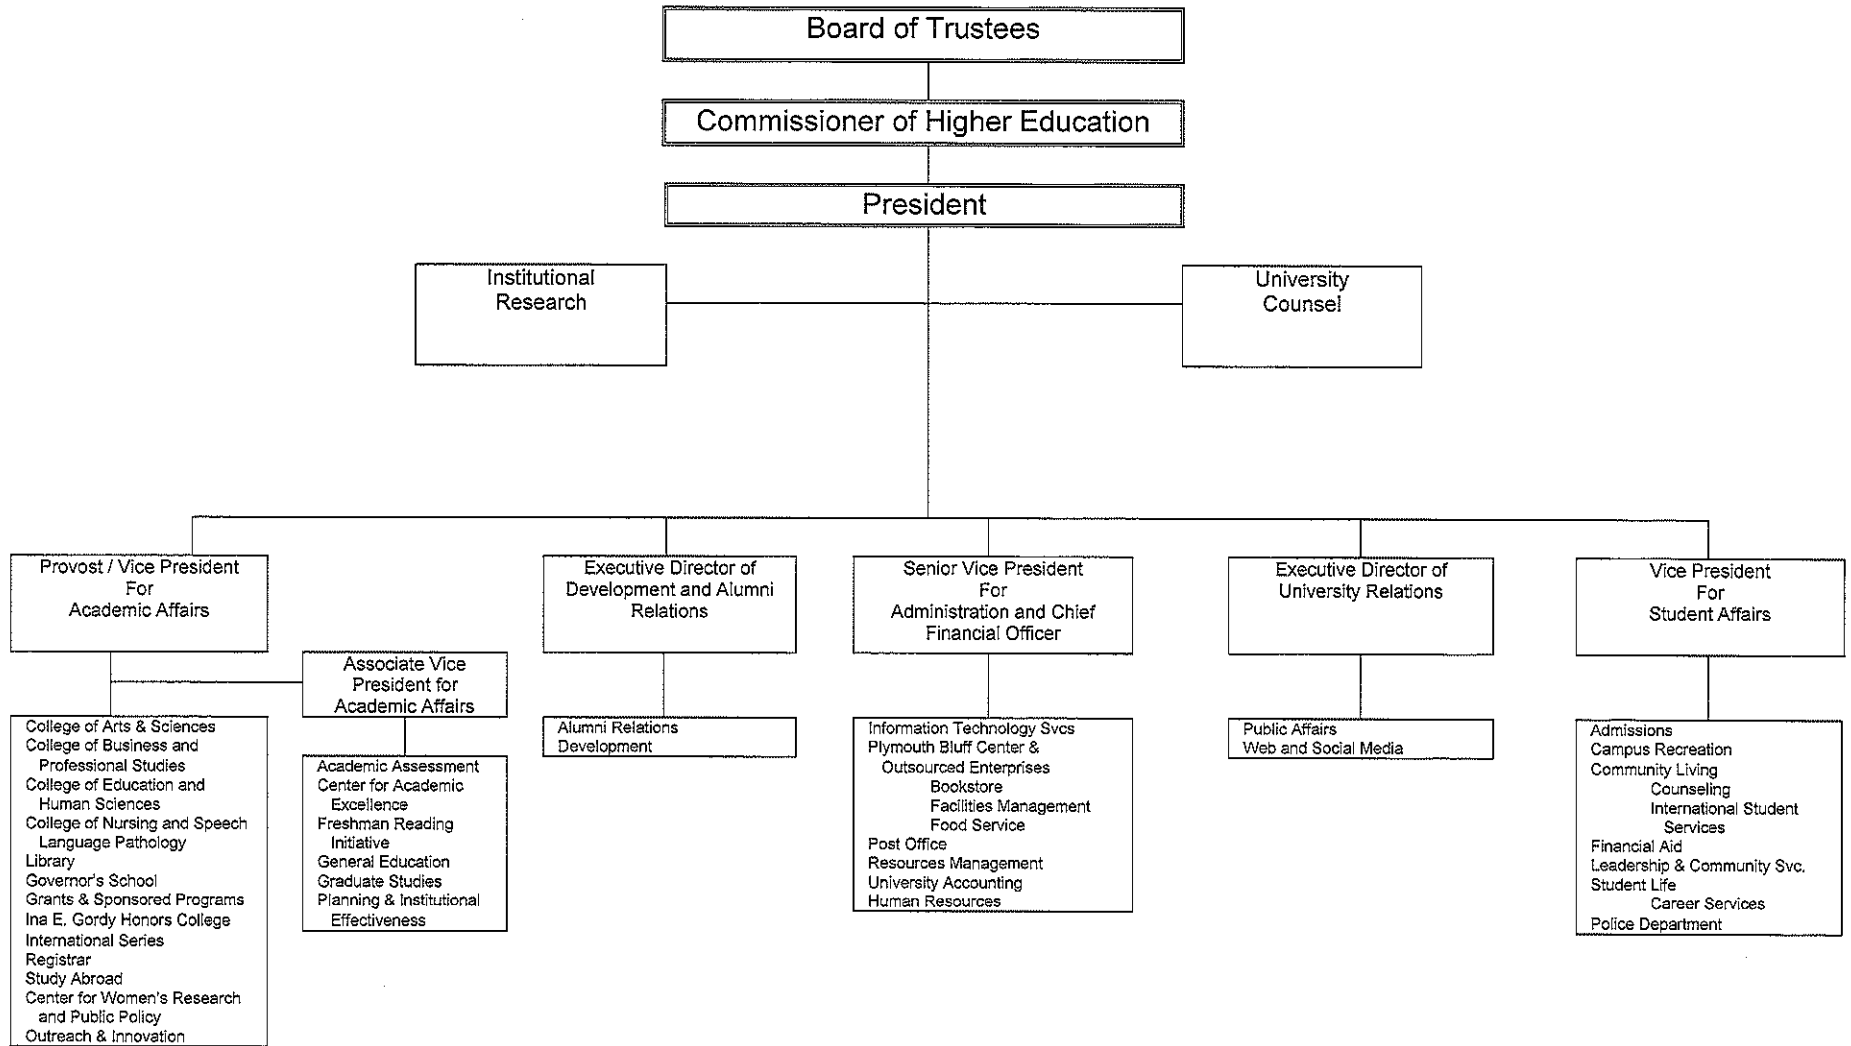 Board of Trustees
Commissioner of Higher Education
President
Institutional
Research
University
Counsel
Provost / Vice President
For
Academic Affairs
Executive Director of
Development and Alumni
Relations
Senior Vice President
For
Administration and Chief
Financial Officer
Executive Director of
University Relations
Vice President
For
Student Affairs
Associate Vice
President for
Academic Affairs
College of Arts & Sciences
College of Business and
Professional Studies
College of Education and
Human Sciences
College of Nursing and Speech
Language Pathology
Library
Governor's School
Grants & Sponsored Programs
Ina E. Gordy Honors College
International Series
Registrar
Study Abroad
Center for Women's Research
and Public Policy
Outreach & Innovation
Academic Assessment
Center for Academic
Excellence
Freshman Reading
Initiative
General Education
Graduate Studies
Planning & Institutional
Effectiveness
Alumni Relations
Development
Information Technology Svcs
Plymouth Bluff Center &
Outsourced Enterprises
Bookstore
Facilities Management
Food Service
Post Office
Resources Management
University Accounting
Human Resources
Public Affairs
Web and Social Media
Admissions
Campus Recreation
Community Living
Counseling
International Student
Services
Financial Aid
Leadership & Community Svc.
Student Life
Career Services
Police Department